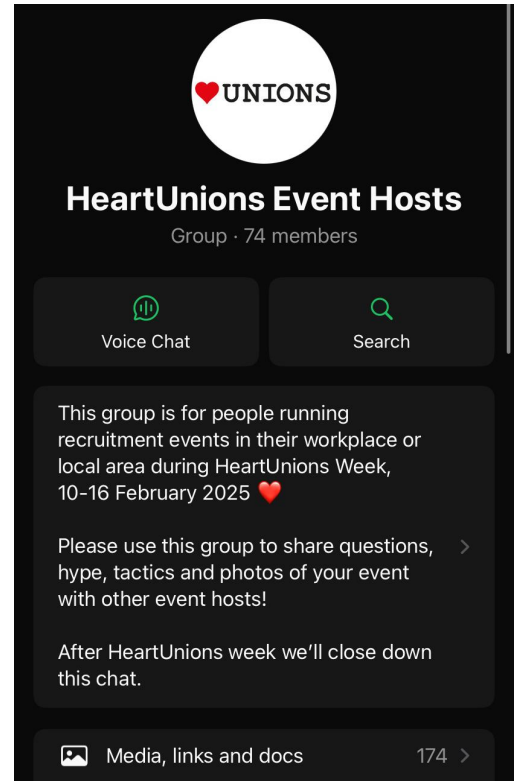 ❤UNIONS
HeartUnions Event Hosts
Group · 74 members
Voice Chat
Search
This group is for people running
recruitment events in their workplace or
local area during HeartUnions Week,
10-16 February 2025 ❤️
Please use this group to share questions,
hype, tactics and photos of your event
with other event hosts!
After HeartUnions week we’ll close down
this chat.
Media, links and docs 174